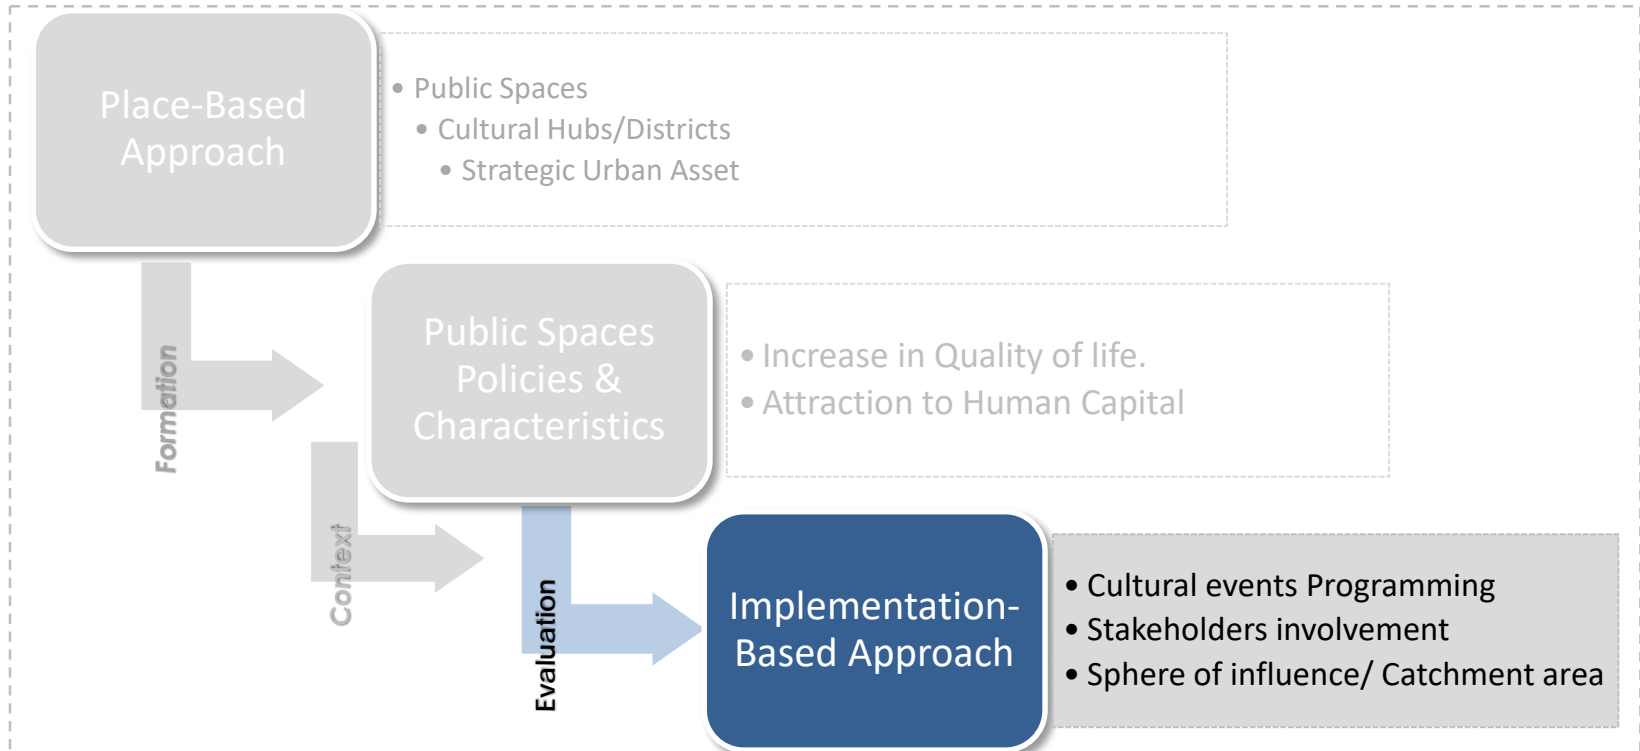 Place-Based
Approach
• Public Spaces
• Cultural Hubs/Districts
• Strategic Urban Asset
Formation
Public Spaces
Policies &
Characteristics
• Increase in Quality of life.
• Attraction to Human Capital
Context
Evaluation
Implementation-
Based Approach
• Cultural events Programming
• Stakeholders involvement
• Sphere of influence/ Catchment area